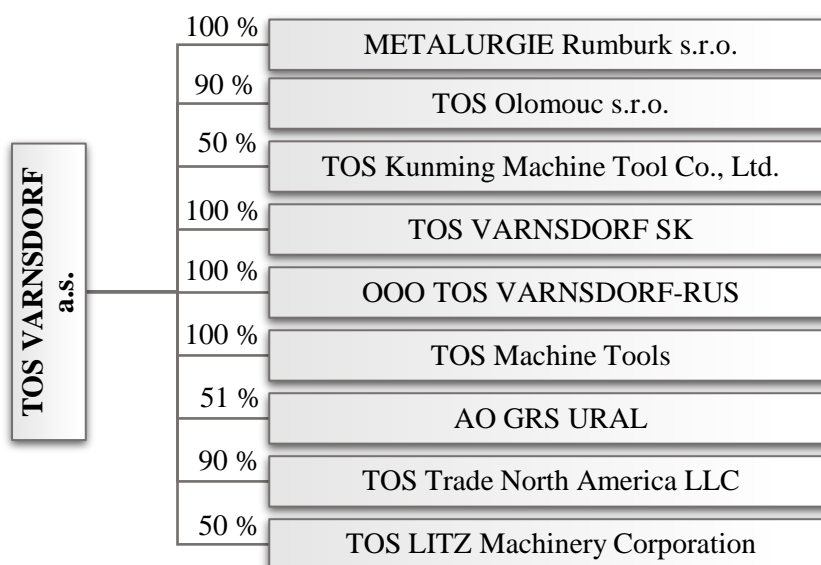 TOS VARNSDORF
a.s.
100 %
METALURGIE Rumburk s.r.o.
90 %
TOS Olomouc s.r.o.
50 %
TOS Kunming Machine Tool Co., Ltd.
100 %
TOS VARNSDORF SK
100 %
OOO TOS VARNSDORF-RUS
100 %
TOS Machine Tools
51 %
AO GRS URAL
90 %
TOS Trade North America LLC
50 %
TOS LITZ Machinery Corporation